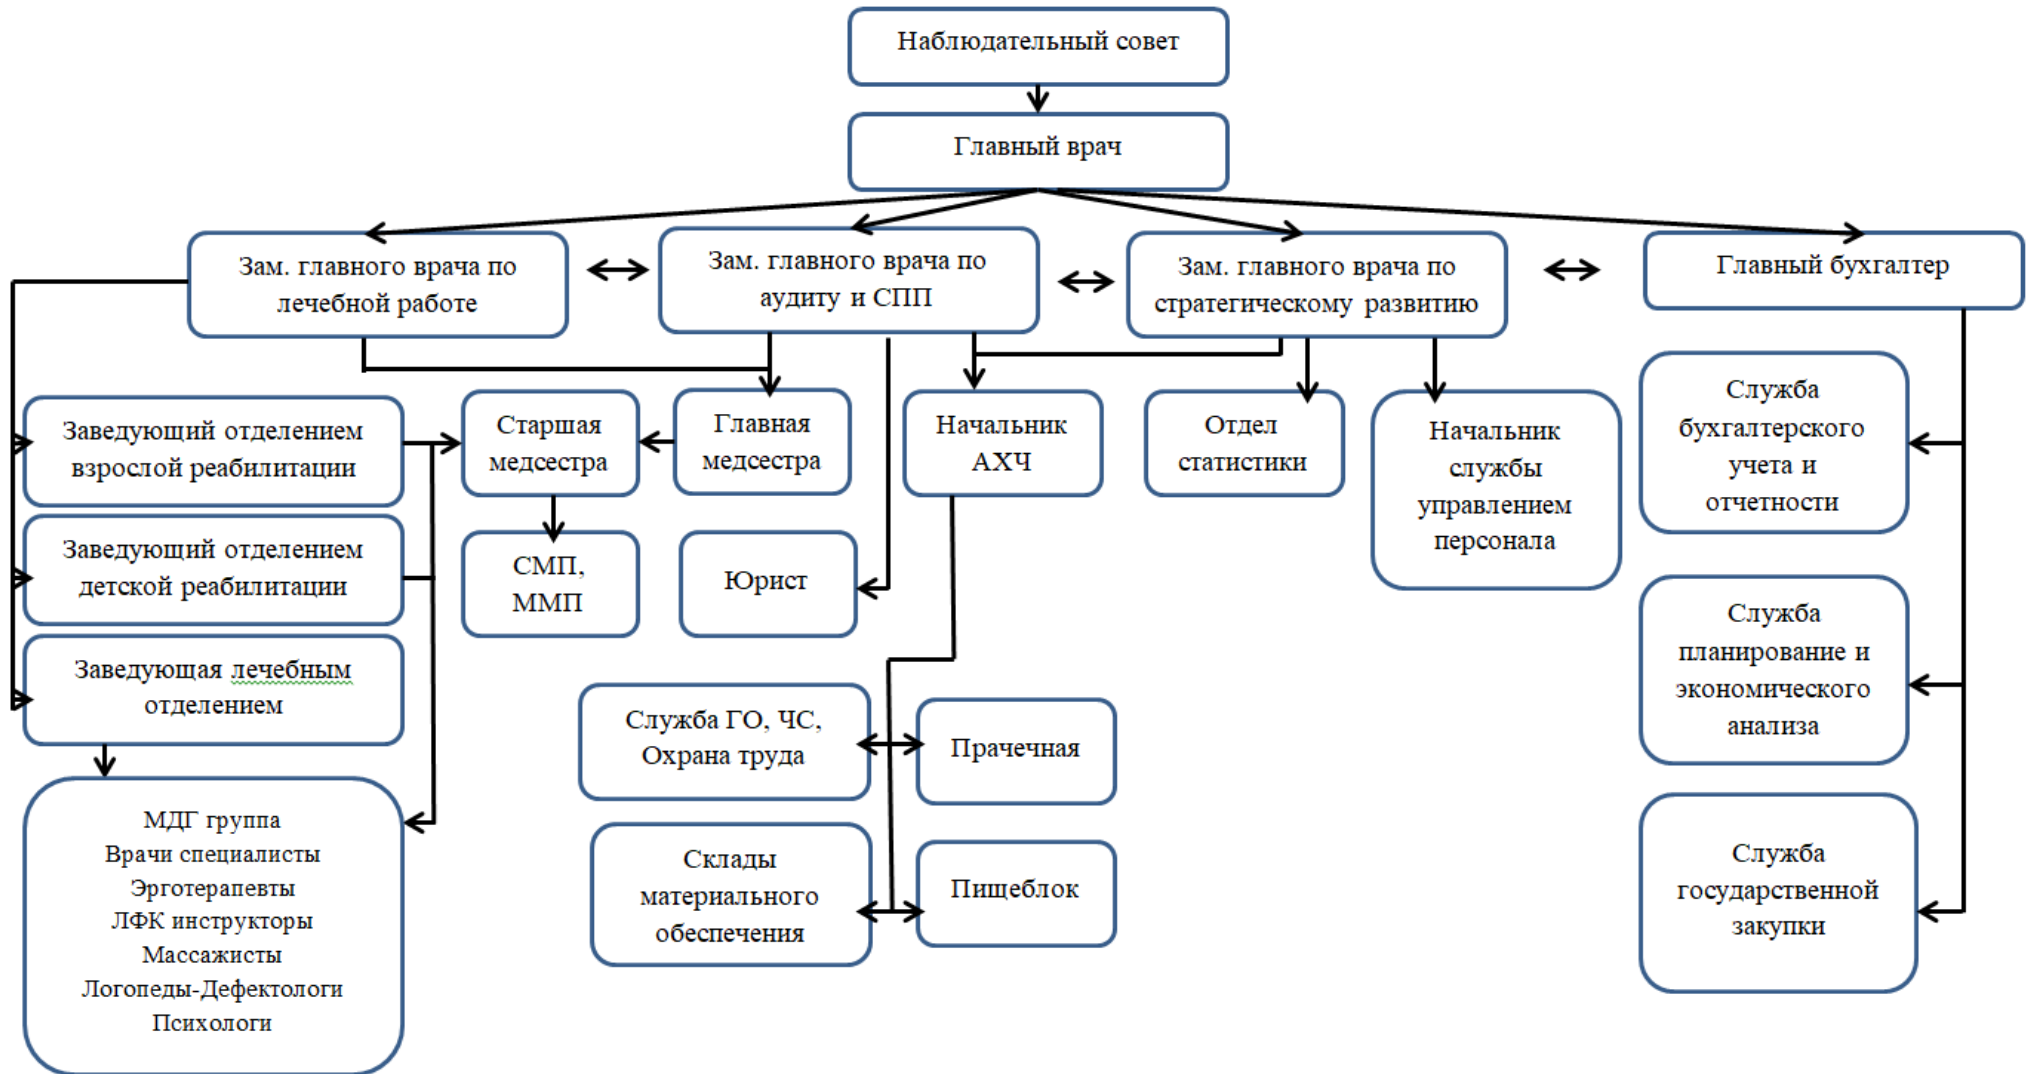 Наблюдательный совет
Главный врач
Зам. главного врача по
лечебной работе
Зам. главного врача по
аудиту и СПП
Зам. главного врача по
стратегическому развитию
Главный бухгалтер
Заведующий отделением
взрослой реабилитации
Старшая
медсестра
Главная
медсестра
Начальник
АХЧ
Отдел
статистики
Начальник
службы
управлением
персонала
Служба
бухгалтерского
учета и
отчетности
Заведующий отделением
детской реабилитации
СМП,
ММП
Юрист
Служба
планирование и
экономического
анализа
Заведующая лечебным
отделением
Служба ГО, ЧС,
Охрана труда
Прачечная
МДГ группа
Врачи специалисты
Эрготерапевты
ЛФК инструкторы
Массажисты
Логопеды-Дефектологи
Психологи
Склады
материального
обеспечения
Пищеблок
Служба
государственной
закупки